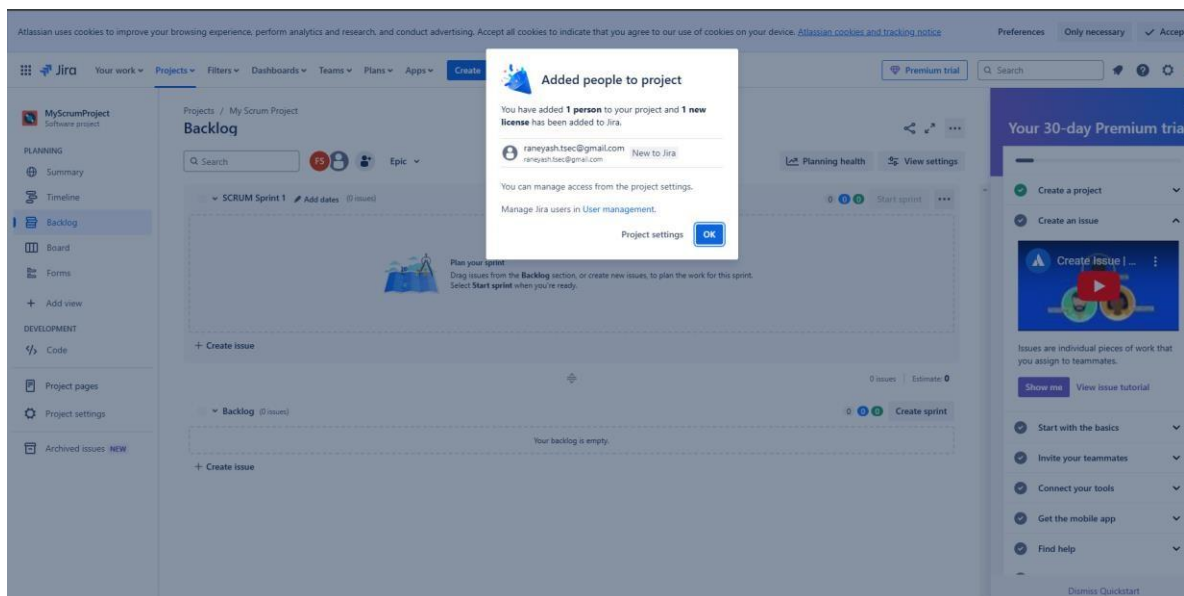 Atlassian uses cookies to improve your browsing experience, perform analytics and research, and conduct advertising. Accept all cookies to indicate that you agree to our use of cookies on your device. Atlassian cookies and tracking notice
Preferences
Only necessary
Accep
Jira
Your work
Projects
Filters
Dashboards
Teams
Plans
Apps
Create
Premium trial
Search
MyScrumProject
Software project
PLANNING
Summary
Timeline
Backlog
Board
Forms
Add view
DEVELOPMENT
Code
Project pages
Project settings
Archived issues NEW
Projects / My Scrum Project
Backlog
Search
FS
Epic
Planning health
View settings
SCRUM Sprint 1 Add dates (0 issues)
0 0 0 Start sprint
Plan your sprint
Drag issues from the Backlog section, or create new issues, to plan the work for this sprint.
Select Start sprint when you're ready.
+ Create issue
0 issues | Estimate: 0
Backlog (0 issues)
0 0 0 Create sprint
Your backlog is empty.
+ Create issue
Added people to project
You have added 1 person to your project and 1 new
license has been added to Jira.
raneyash.tsec@gmail.com New to Jira
raneyash.tsec@gmail.com
You can manage access from the project settings.
Manage Jira users in User management.
Project settings
OK
Your 30-day Premium tria
Create a project
Create an issue
Create Issue | ...
Issues are individual pieces of work that
you assign to teammates.
Show me
View issue tutorial
Start with the basics
Invite your teammates
Connect your tools
Get the mobile app
Find help
Dismiss Quickstart